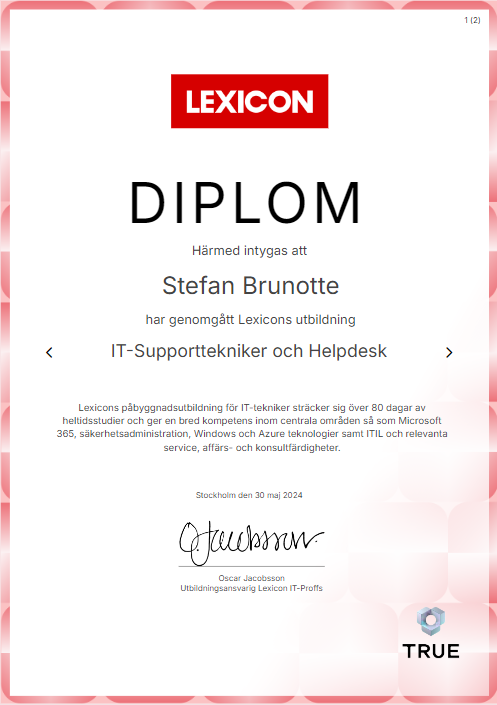 1 (2)
LEXICON
DIPLOM
Härmed intygas att
Stefan Brunotte
har genomgått Lexicons utbildning
IT-Supporttekniker och Helpdesk
Lexicons påbyggnadsutbildning för IT-tekniker sträcker sig över 80 dagar av
heltidsstudier och ger en bred kompetens inom centrala områden så som Microsoft
365, säkerhetsadministration, Windows och Azure teknologier samt ITIL och relevanta
service, affärs- och konsultfärdigheter.
Stockholm den 30 maj 2024
O.Jacobsson
Oscar Jacobsson
Utbildningsansvarig Lexicon IT-Proffs
TRUE